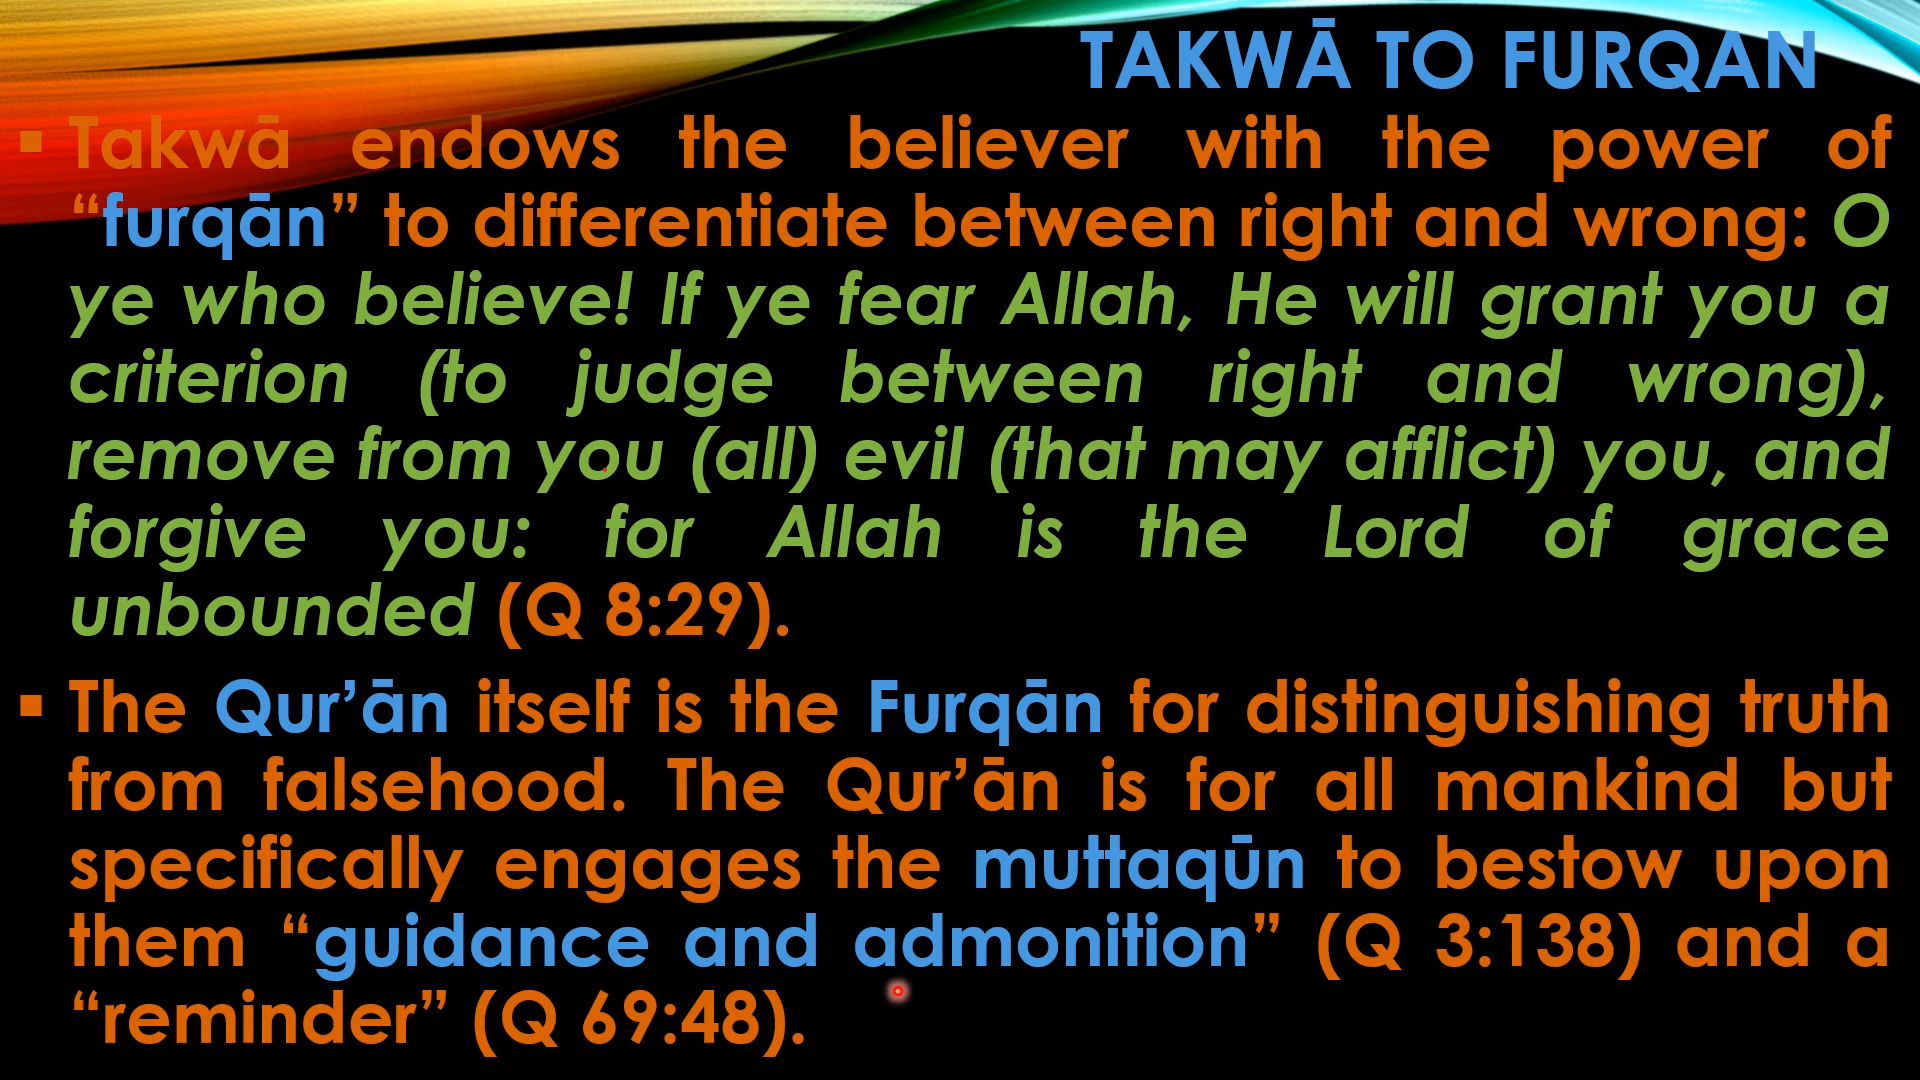 TAKWĀ TO FURQAN
▪ Takwā endows the believer with the power of
“furqān” to differentiate between right and wrong: O
ye who believe! If ye fear Allah, He will grant you a
criterion (to judge between right and wrong),
remove from you (all) evil (that may afflict) you, and
forgive you: for Allah is the Lord of grace
unbounded (Q 8:29).
▪ The Qur’ān itself is the Furqān for distinguishing truth
from falsehood. The Qur’ān is for all mankind but
specifically engages the muttaqūn to bestow upon
them “guidance and admonition” (Q 3:138) and a
“reminder” (Q 69:48).